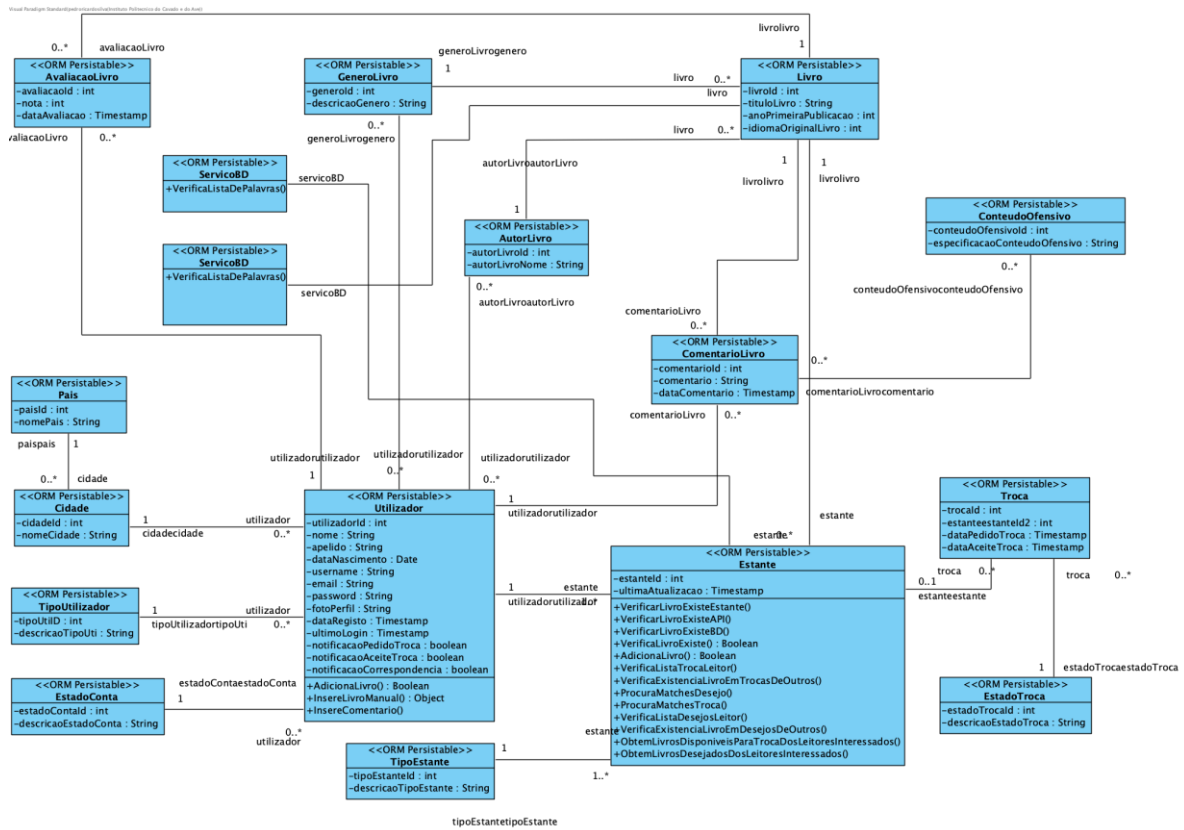 Visual Paradigm Standard(pedro(Instituto Politecnico do Cavado e do Ave))
livrolivro
0..*
avaliacaoLivro
1
generoLivrogenero
1
<<ORM Persistable>>
AvaliacaoLivro
-avaliacaoId : int
-nota : int
-dataAvaliacao : Timestamp
<<ORM Persistable>>
GeneroLivro
-generoId : int
-descricaoGenero : String
livro
0..*
livro
<<ORM Persistable>>
Livro
-livroId : int
-tituloLivro : String
-anoPrimeiraPublicacao : int
-idiomaOriginalLivro : int
valiacaoLivro
0..*
0..*
generoLivrogenero
livro
0..*
<<ORM Persistable>>
ServicoBD
+VerificaListaDePalavras()
servicoBD
autorLivroautorLivro
1
1
1
livrolivro
livrolivro
<<ORM Persistable>>
AutorLivro
-autorLivroId : int
-autorLivroNome : String
<<ORM Persistable>>
ConteudoOfensivo
-conteudoOfensivoId : int
-especificacaoConteudoOfensivo : String
<<ORM Persistable>>
ServicoBD
+VerificaListaDePalavras()
servicoBD
0..*
autorLivroautorLivro
0..*
conteudoOfensivoconteudoOfensivo
comentarioLivro
0..*
<<ORM Persistable>>
ComentarioLivro
-comentarioId : int
-comentario : String
-dataComentario : Timestamp
0..*
comentarioLivrocomentario
comentarioLivro
0..*
<<ORM Persistable>>
Pais
-paisId : int
-nomePais : String
paispais
1
0..*
cidade
utilizadorutilizador
1
utilizadorutilizador
0..*
utilizadorutilizador
0..*
<<ORM Persistable>>
Cidade
-cidadeId : int
-nomeCidade : String
1
cidadecidade
utilizador
0..*
<<ORM Persistable>>
Utilizador
-utilizadorId : int
-nome : String
-apelido : String
-dataNascimento : Date
-username : String
-email : String
-password : String
-fotoPerfil : String
-dataRegisto : Timestamp
-ultimoLogin : Timestamp
-notificacaoPedidoTroca : boolean
-notificacaoAceiteTroca : boolean
-notificacaoCorrespondencia : boolean
+AdicionaLivro() : Boolean
+InsereLivroManual() : Object
+InsereComentario()
1
utilizadorutilizador
estante
estante
0..*
<<ORM Persistable>>
Troca
-trocaId : int
-estanteestanteId2 : int
-dataPedidoTroca : Timestamp
-dataAceiteTroca : Timestamp
<<ORM Persistable>>
Estante
-estanteId : int
-ultimaAtualizacao : Timestamp
+VerificarLivroExisteEstante()
+VerificarLivroExisteAPI()
+VerificarLivroExisteBD()
+VerificaLivroExiste() : Boolean
+AdicionaLivro() : Boolean
+VerificaListaTrocaLeitor()
+VerificaExistenciaLivroEmTrocasDeOutros()
+ProcuraMatchesDesejo()
+ProcuraMatchesTroca()
+VerificaListaDesejosLeitor()
+VerificaExistenciaLivroEmDesejosDeOutros()
+ObtemLivrosDisponiveisParaTrocaDosLeitoresInteressados()
+ObtemLivrosDesejadosDosLeitoresInteressados()
1
estante
utilizadorutilizador
1..*
0..1
estanteestante
troca
0..*
troca
0..*
<<ORM Persistable>>
TipoUtilizador
-tipoUtilD : int
-descricaoTipoUti : String
1
tipoUtilizadortipoUti
utilizador
0..*
1
estadoTrocaestadoTroca
<<ORM Persistable>>
EstadoTroca
-estadoTrocaId : int
-descricaoEstadoTroca : String
<<ORM Persistable>>
EstadoConta
-estadoContaId : int
-descricaoEstadoConta : String
estadoContaestadoConta
1
0..*
utilizador
estante
1
1..*
<<ORM Persistable>>
TipoEstante
-tipoEstanteId : int
-descricaoTipoEstante : String
tipoEstantetipoEstante